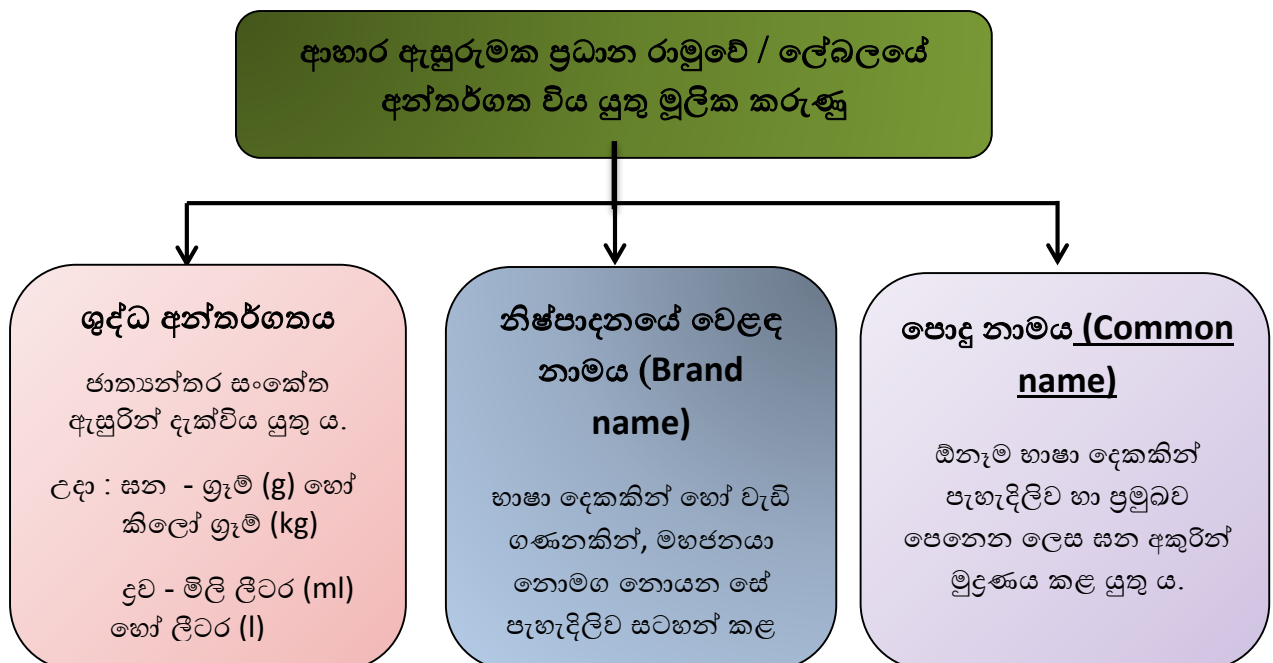 ආහාර ඇසුරුමක ප්‍රධාන රාමුවේ / ලේබලයේ
අන්තර්ගත විය යුතු මූලික කරුණු
ශුද්ධ අන්තර්ගතය
ජාත්‍යන්තර සංකේත
ඇසුරින් දැක්විය යුතු ය.
උදා : ඝන - ග්‍රෑම් (g) හෝ
කිලෝ ග්‍රෑම් (kg)
ද්‍රව - මිලි ලීටර (ml)
හෝ ලීටර (l)
නිෂ්පාදනයේ වෙළඳ
නාමය (Brand
name)
භාෂා දෙකකින් හෝ වැඩි
ගණනකින්, මහජනයා
නොමග නොයන සේ
පැහැදිලිව සටහන් කළ
පොදු නාමය (Common
name)
ඕනෑම භාෂා දෙකකින්
පැහැදිලිව හා ප්‍රමුඛව
පෙනෙන ලෙස ඝන අකුරින්
මුද්‍රණය කළ යුතු ය.